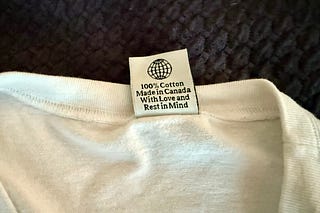 100% Cotton
Made in Canada
With Love and
Rest in Mind